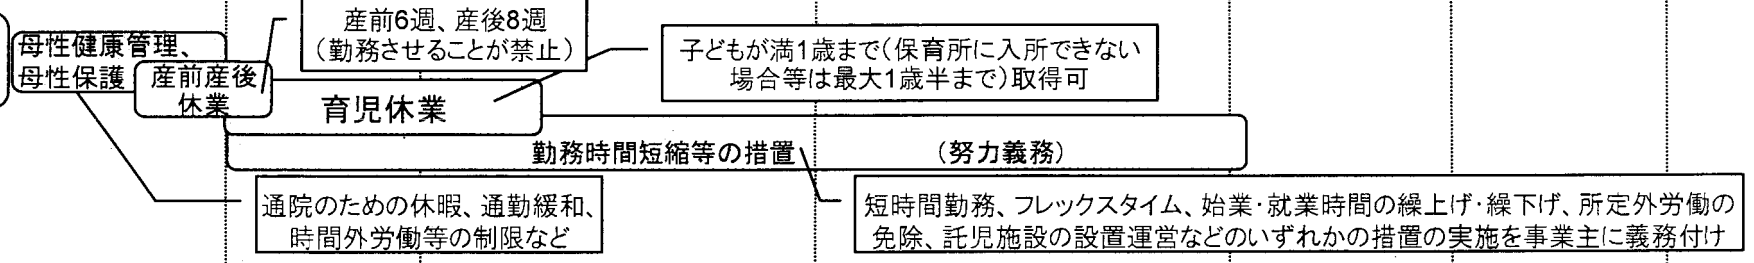 産前6週、産後8週
（勤務させることが禁止）
母性健康管理、
母性保護
産前産後
休業
子どもが満1歳まで（保育所に入所できない
場合等は最大1歳半まで）取得可
育児休業
勤務時間短縮等の措置
（努力義務）
通院のための休暇、通勤緩和、
時間外労働等の制限など
短時間勤務、フレックスタイム、始業・就業時間の繰上げ・繰下げ、所定外労働の
免除、託児施設の設置運営などのいずれかの措置の実施を事業主に義務付け